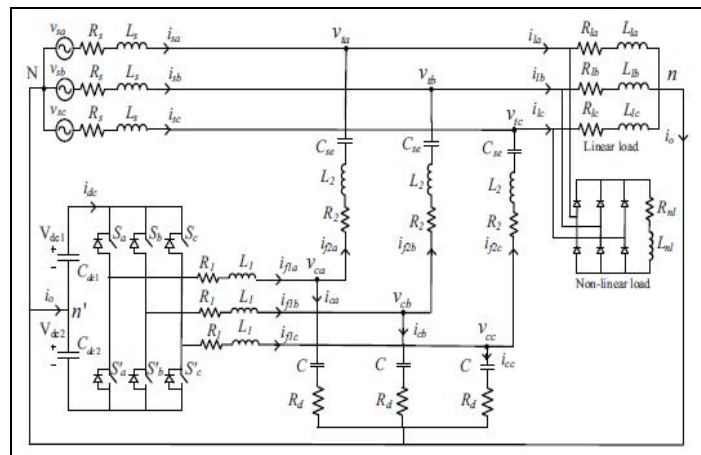 v_sa R_s L_s i_sa v_ta i_la R_la L_la
N v_sb R_s L_s i_sb v_tb i_lb R_lb L_lb n
v_sc R_s L_s i_sc v_tc i_lc R_lc L_lc
Linear load i_o
C_se C_se C_se
L_2 L_2 L_2
R_2 R_2 R_2
i_f2a i_f2b i_f2c
R_nl
L_nl
Non-linear load
i_dc
V_dc1 + - C_dc1 S_a S_b S_c
R_1 L_1 i_f1a v_ca i_ca
i_o n'
R_1 L_1 i_f1b v_cb i_cb
R_1 L_1 i_f1c v_cc i_cc
V_dc2 + - C_dc2 S'_a S'_b S'_c
C C C
R_d R_d R_d